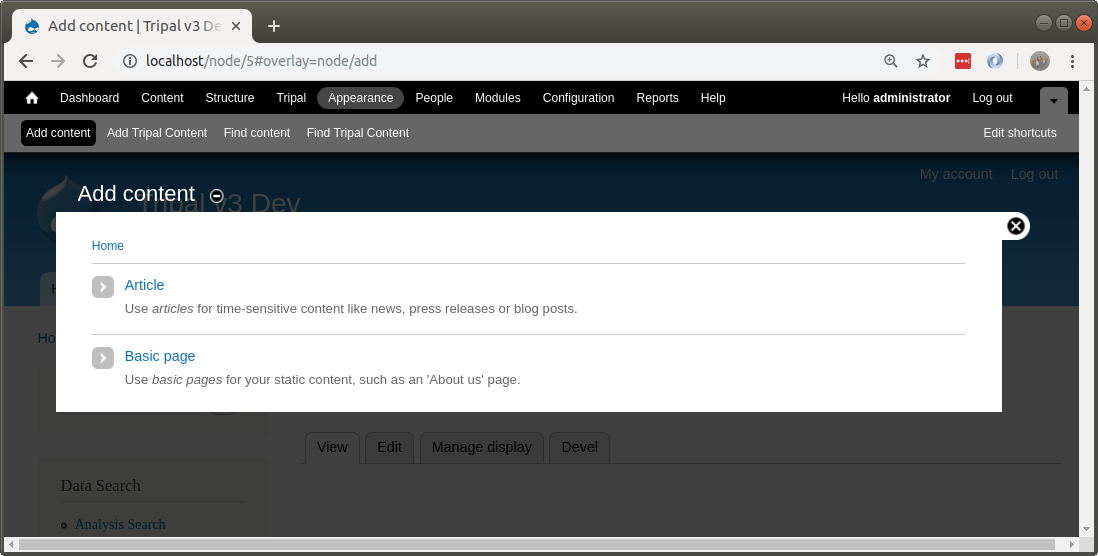 Add content | Tripal v3 De
localhost/node/5#overlay=node/add
Dashboard Content Structure Tripal Appearance People Modules Configuration Reports Help Hello administrator Log out
Add content Add Tripal Content Find content Find Tripal Content Edit shortcuts
My account Log out
Add content
Tripal v3 Dev
Home
Article
Use articles for time-sensitive content like news, press releases or blog posts.
Ho
Basic page
Use basic pages for your static content, such as an 'About us' page.
View Edit Manage display Devel
Data Search
Analysis Search